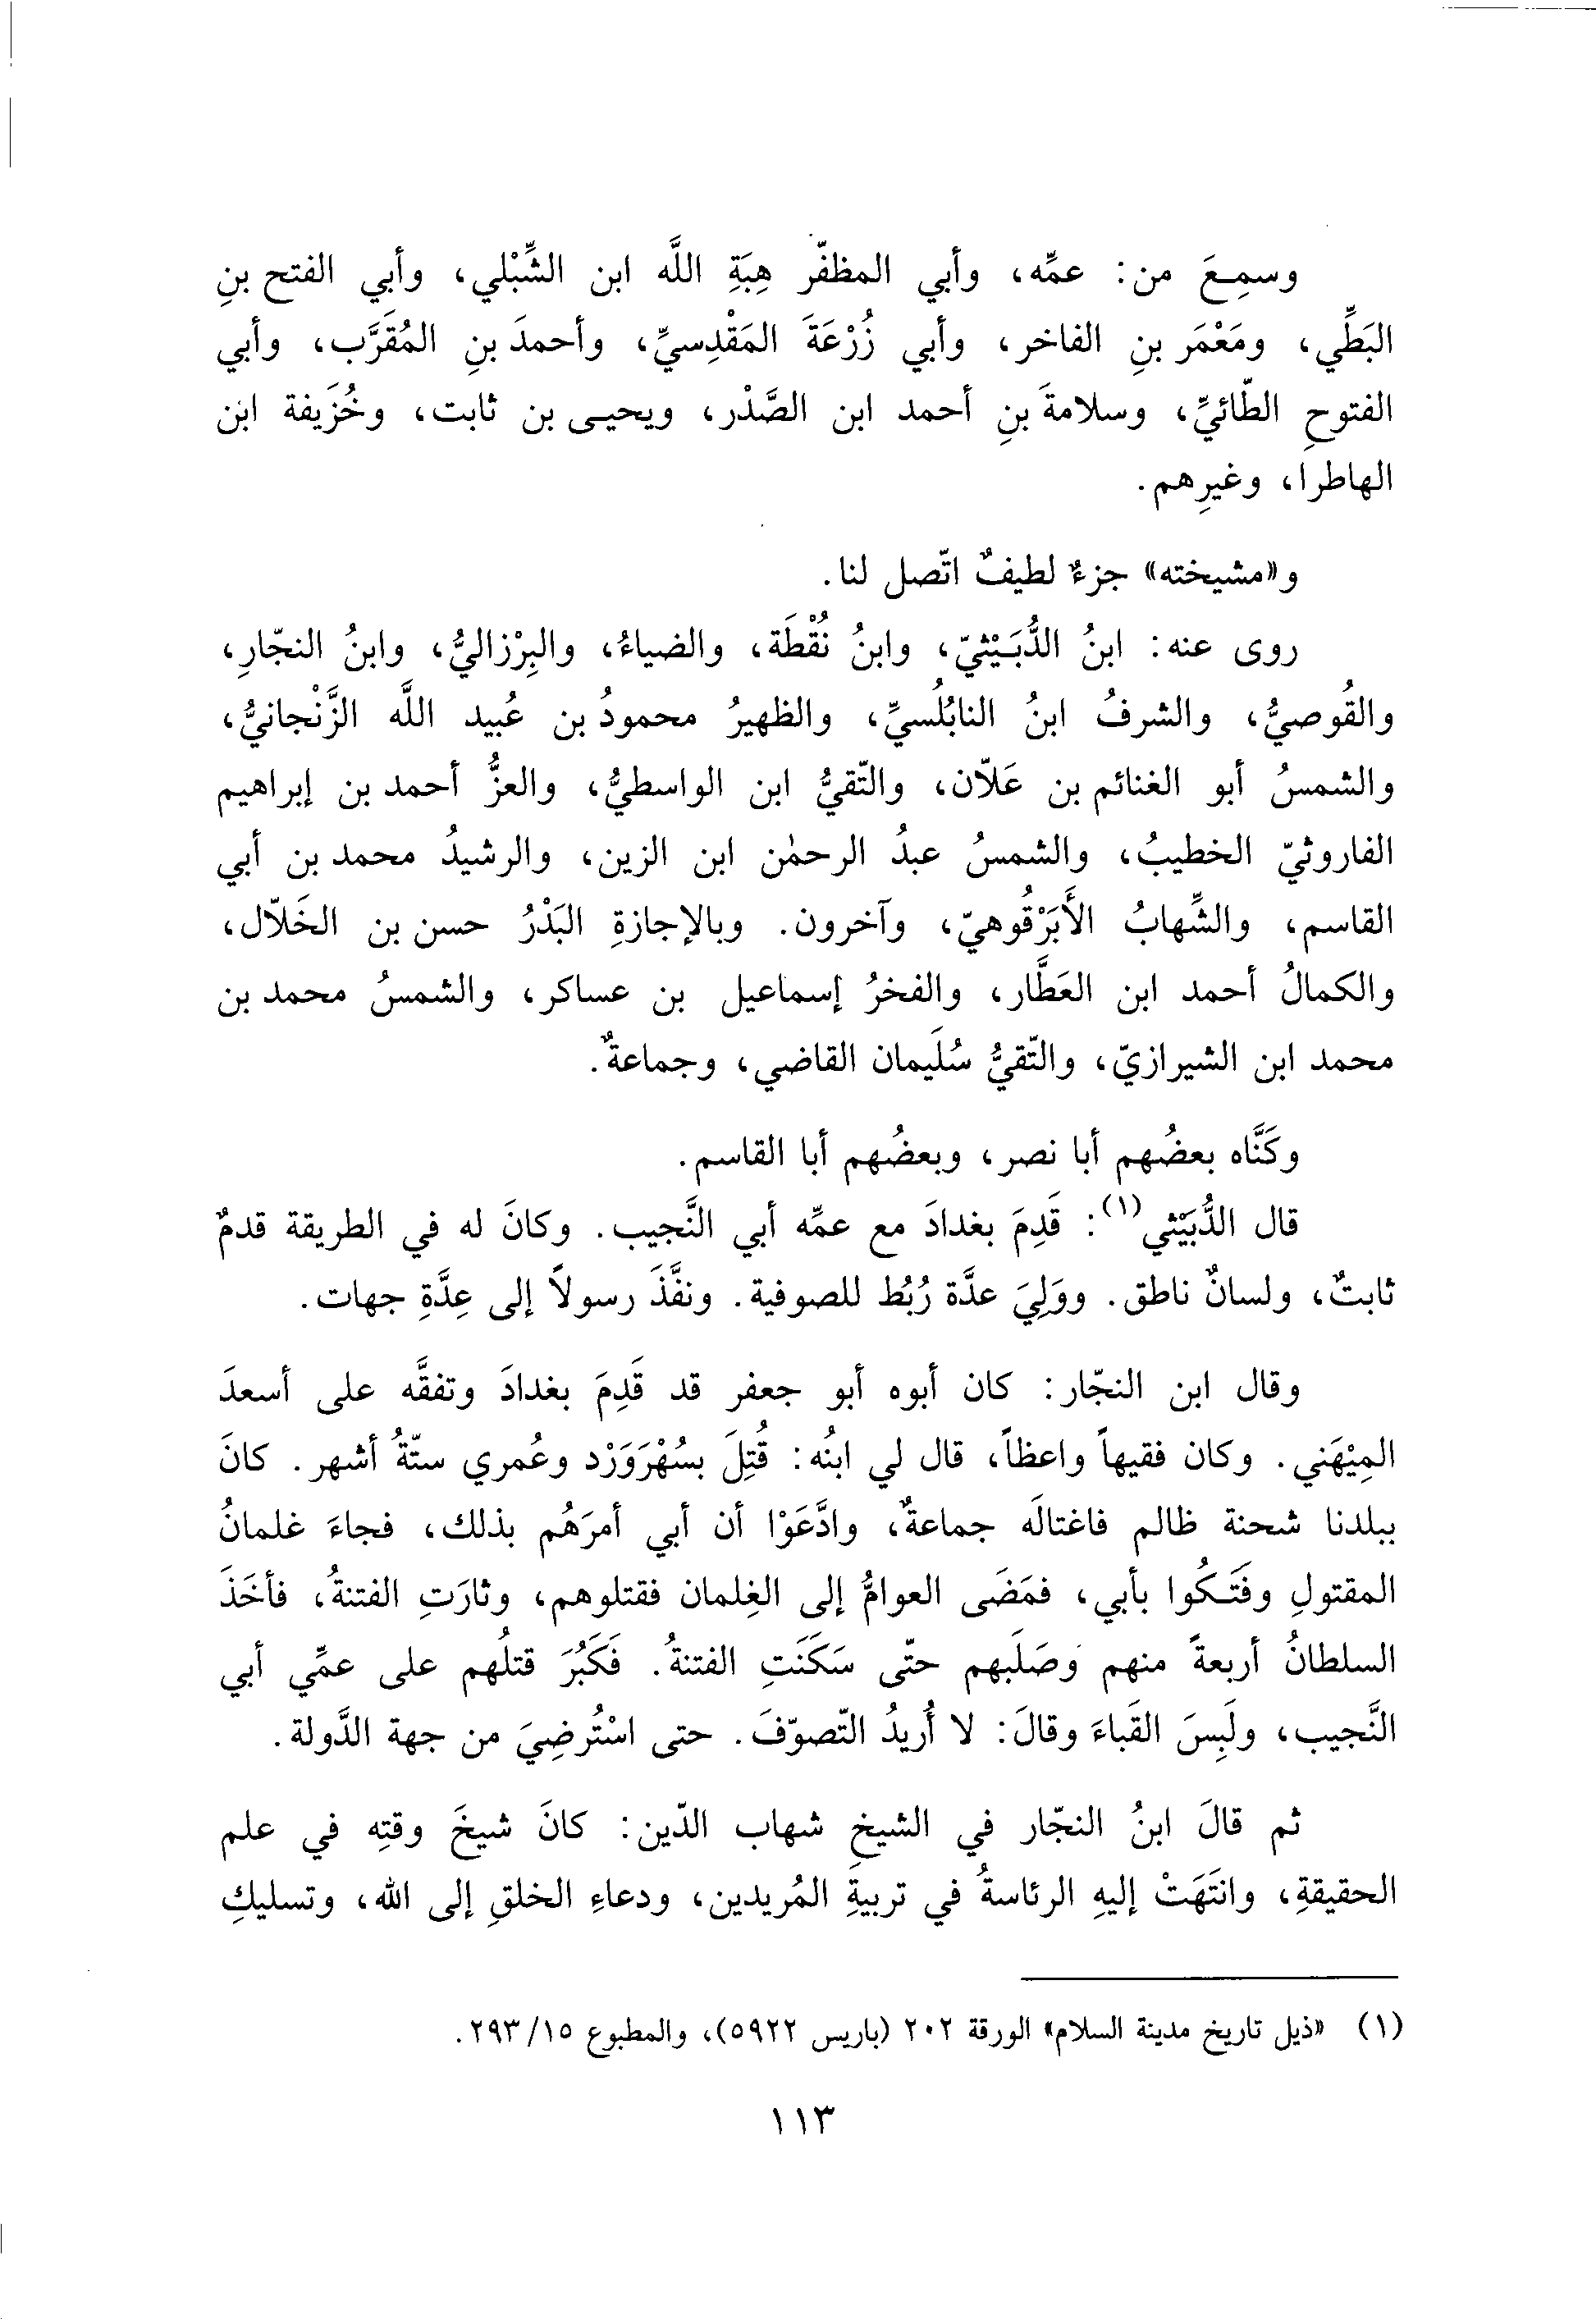 وسمِعَ من: عمِّه، وأبي المظفّر هِبَةِ اللَّه ابن الشِّبْلي، وأبي الفتح بنِ
البَطِّي، ومَعْمَر بنِ الفاخر، وأبي زُرْعَةَ المَقْدِسيِّ، وأحمدَ بنِ المُقَرَّب، وأبي
الفتوحِ الطّائيِّ، وسلامةَ بنِ أحمد ابن الصَّدْر، ويحيى بن ثابت، وخُزَيفة ابن
الهاطرا، وغيرِهم.
و«مشيخته» جزءٌ لطيفٌ اتّصل لنا.
روى عنه: ابنُ الدُّبَيْثيّ، وابنُ نُقْطَة، والضياءُ، والبِرْزاليُّ، وابنُ النجّارِ،
والقُوصيُّ، والشرفُ ابنُ النابُلُسيِّ، والظهيرُ محمودُ بن عُبيد اللَّه الزَّنْجانيُّ،
والشمسُ أبو الغنائم بن عَلاّن، والتّقيُّ ابن الواسطيُّ، والعزُّ أحمد بن إبراهيم
الفاروثيّ الخطيبُ، والشمسُ عبدُ الرحمٰن ابن الزين، والرشيدُ محمد بن أبي
القاسم، والشِّهابُ الأَبَرْقُوهيّ، وآخرون. وبالإجازةِ البَدْرُ حسن بن الخَلاّل،
والكمالُ أحمد ابن العَطَّار، والفخرُ إسماعيل بن عساكر، والشمسُ محمد بن
محمد ابن الشيرازيّ، والتّقيُّ سُلَيمان القاضي، وجماعةٌ.
وكَنَّاه بعضُهم أبا نصر، وبعضُهم أبا القاسم.
قال الدُّبَيْثي(١): قَدِمَ بغدادَ مع عمِّه أبي النَّجيب. وكانَ له في الطريقة قدمٌ
ثابتٌ، ولسانٌ ناطق. ووَلِيَ عدَّة رُبُط للصوفية. ونفَّذَ رسولاً إلى عِدَّةِ جهات.
وقال ابن النجّار: كان أبوه أبو جعفر قد قَدِمَ بغدادَ وتفقَّه على أسعدَ
المِيْهَني. وكان فقيهاً واعظاً، قال لي ابنُه: قُتِلَ بسُهْرَوَرْد وعُمري ستّةُ أشهر. كانَ
ببلدنا شحنة ظالم فاغتالَه جماعةٌ، وادَّعَوْا أن أبي أمرَهُم بذلك، فجاءَ غلمانُ
المقتولِ وفَتَكُوا بأبي، فمَضَى العوامُّ إلى الغِلمان فقتلوهم، وثارَتِ الفتنةُ، فأخَذَ
السلطانُ أربعةً منهم وَصَلَبهم حتّى سَكَنَتِ الفتنةُ. فَكَبُرَ قتلُهم على عمِّي أبي
النَّجيب، ولَبِسَ القَباءَ وقالَ: لا أُريدُ التّصوّفَ. حتى اسْتُرضِيَ من جهة الدَّولة.
ثم قالَ ابنُ النجّار في الشيخِ شهاب الدّين: كانَ شيخَ وقتِه في علم
الحقيقةِ، وانتَهَتْ إليهِ الرئاسةُ في تربيةِ المُريدين، ودعاءِ الخلقِ إلى الله، وتسليكِ
(١) «ذيل تاريخ مدينة السلام» الورقة ٢٠٢ (باريس ٥٩٢٢)، والمطبوع ١٥/ ٢٩٣.
١١٣